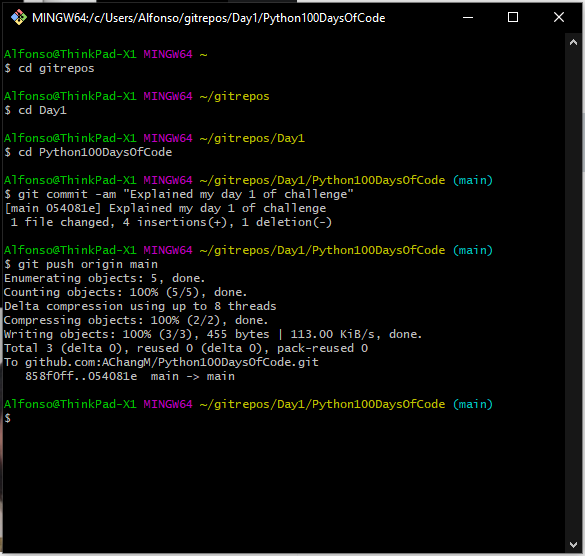 MINGW64:/c/Users/Alfonso/gitrepos/Day1/Python100DaysOfCode
Alfonso@ThinkPad-X1 MINGW64 ~
$ cd gitrepos
Alfonso@ThinkPad-X1 MINGW64 ~/gitrepos
$ cd Day1
Alfonso@ThinkPad-X1 MINGW64 ~/gitrepos/Day1
$ cd Python100DaysOfCode
Alfonso@ThinkPad-X1 MINGW64 ~/gitrepos/Day1/Python100DaysOfCode (main)
$ git commit -am "Explained my day 1 of challenge"
[main 054081e] Explained my day 1 of challenge
 1 file changed, 4 insertions(+), 1 deletion(-)
Alfonso@ThinkPad-X1 MINGW64 ~/gitrepos/Day1/Python100DaysOfCode (main)
$ git push origin main
Enumerating objects: 5, done.
Counting objects: 100% (5/5), done.
Delta compression using up to 8 threads
Compressing objects: 100% (2/2), done.
Writing objects: 100% (3/3), 455 bytes | 113.00 KiB/s, done.
Total 3 (delta 0), reused 0 (delta 0), pack-reused 0
To github.com:AChangM/Python100DaysOfCode.git
   858f0ff..054081e  main -> main
Alfonso@ThinkPad-X1 MINGW64 ~/gitrepos/Day1/Python100DaysOfCode (main)
$